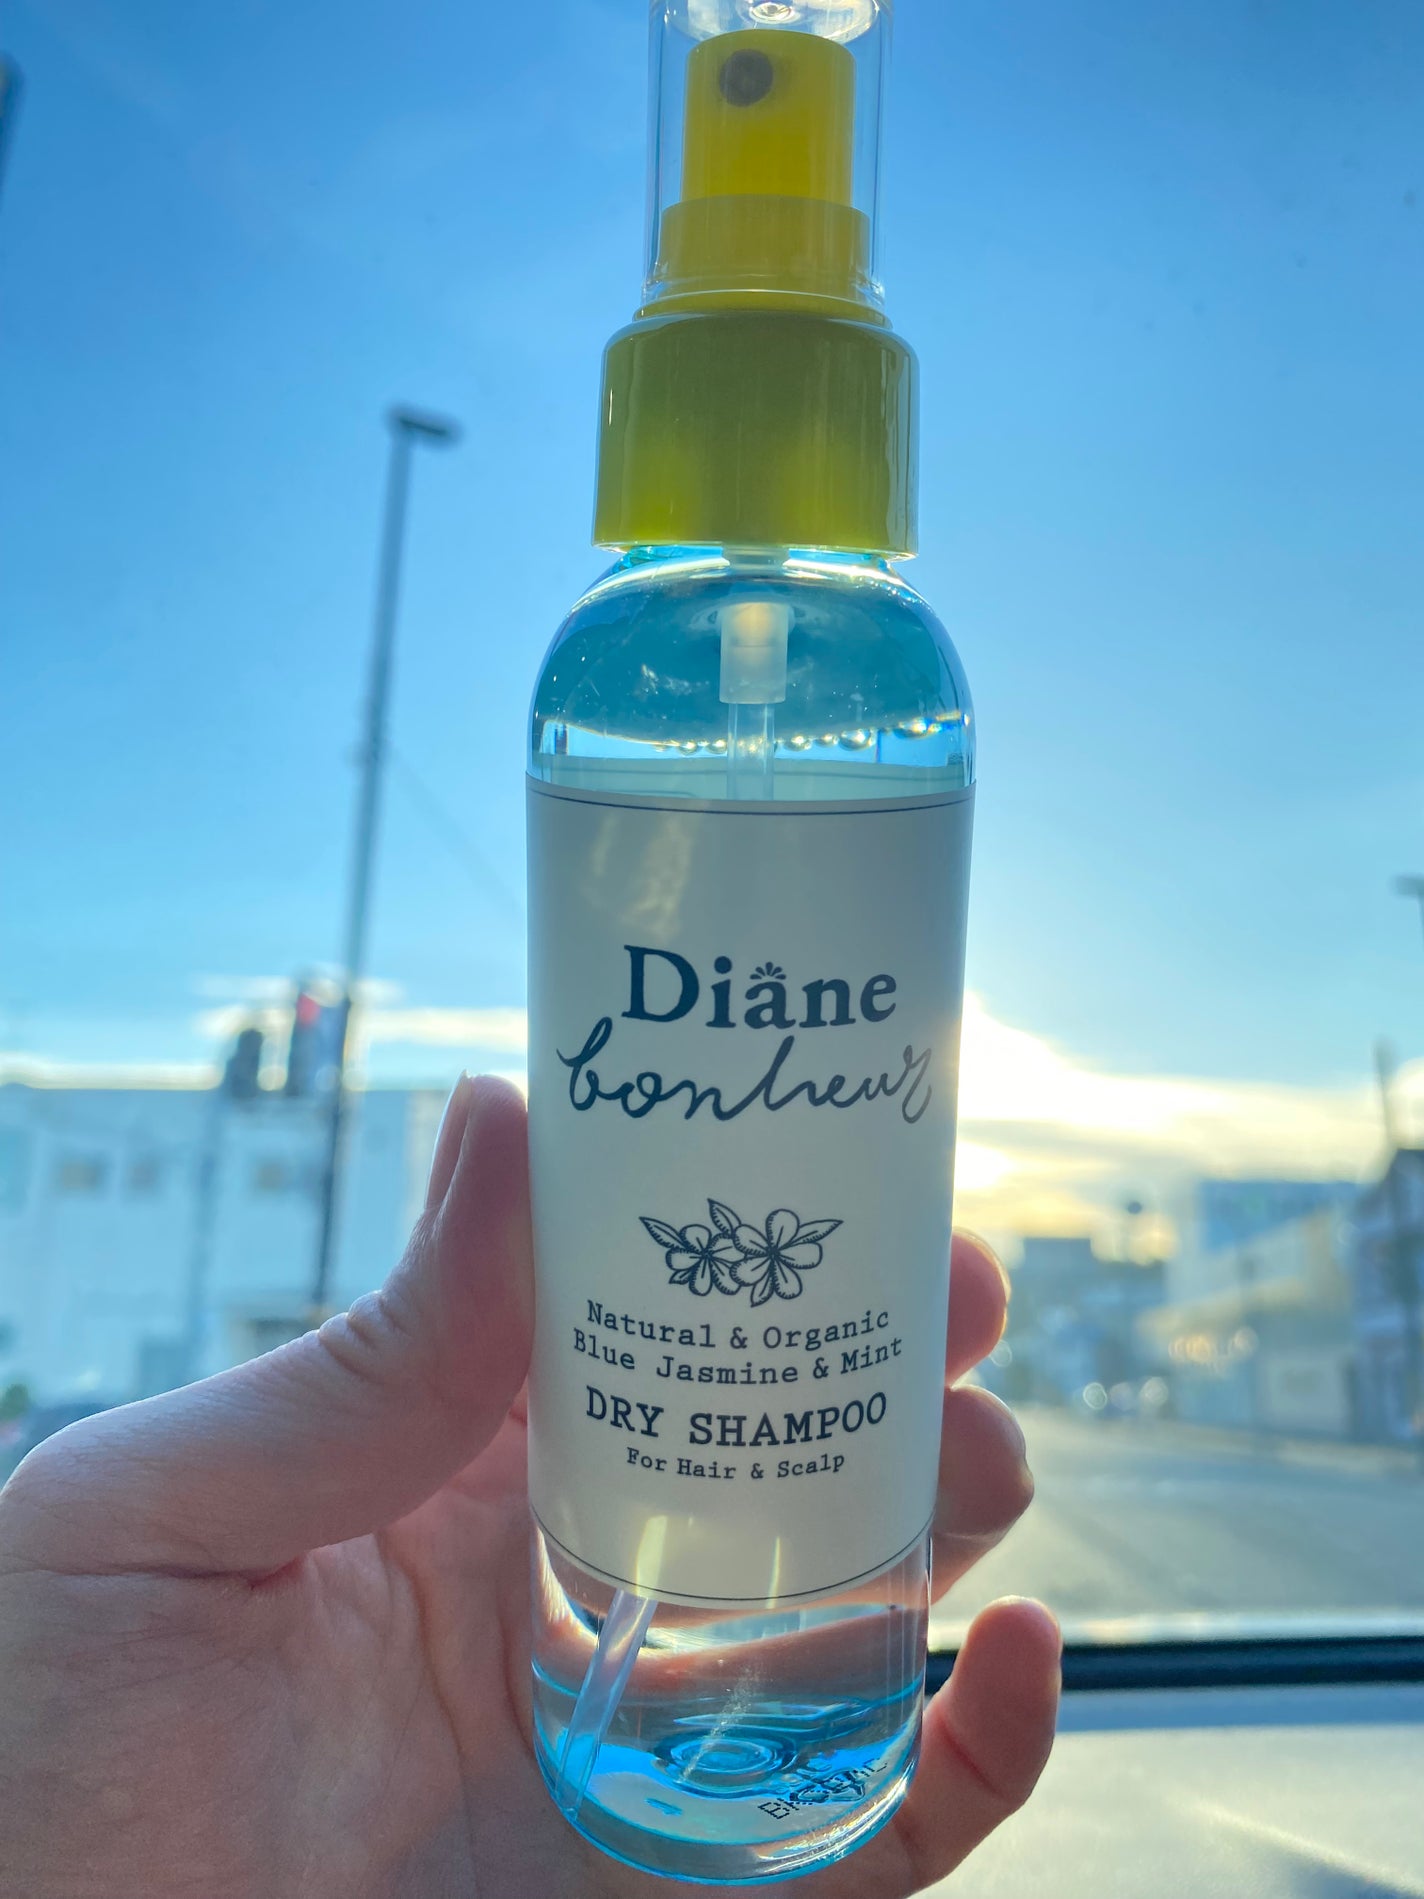 Diane
bonheur
Natural & Organic
Blue Jasmine & Mint
DRY SHAMPOO
For Hair & Scalp